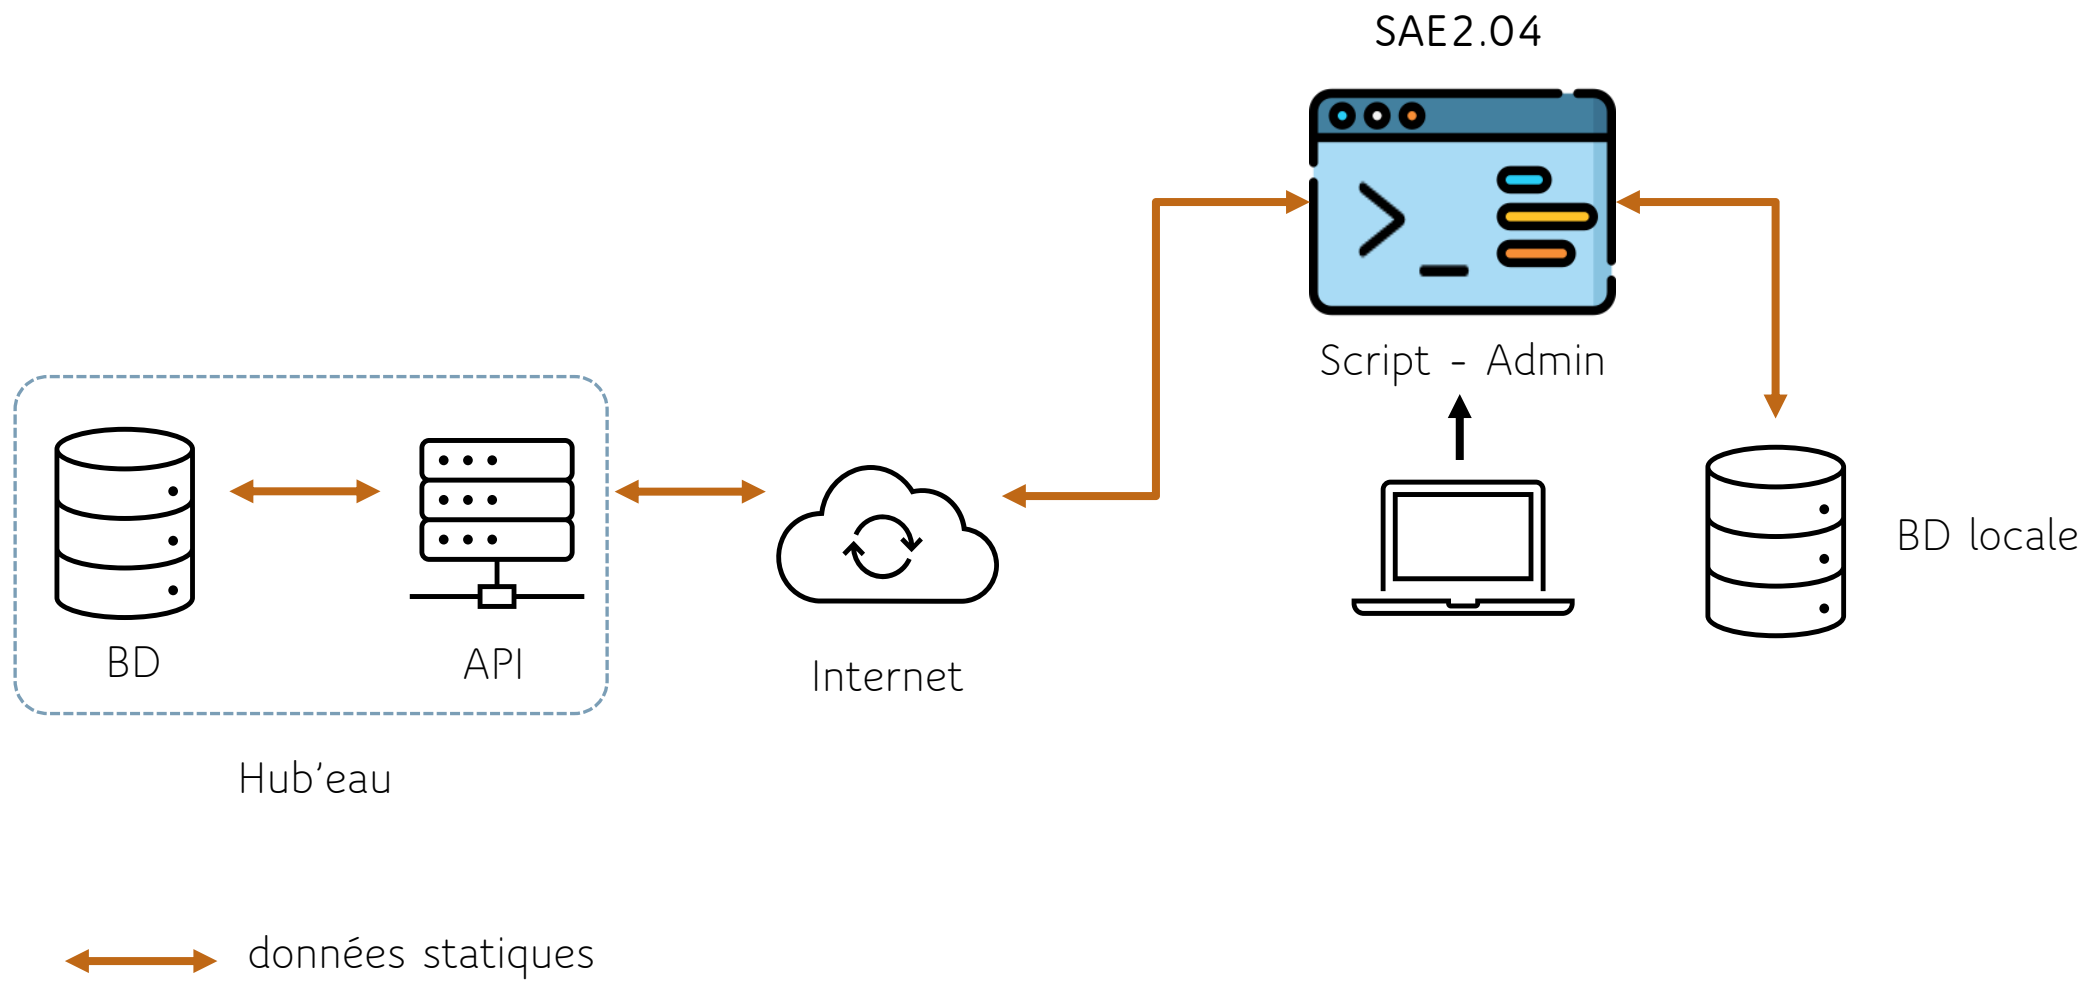 SAE2.04
Script - Admin
BD
API
Internet
BD locale
Hub'eau
données statiques